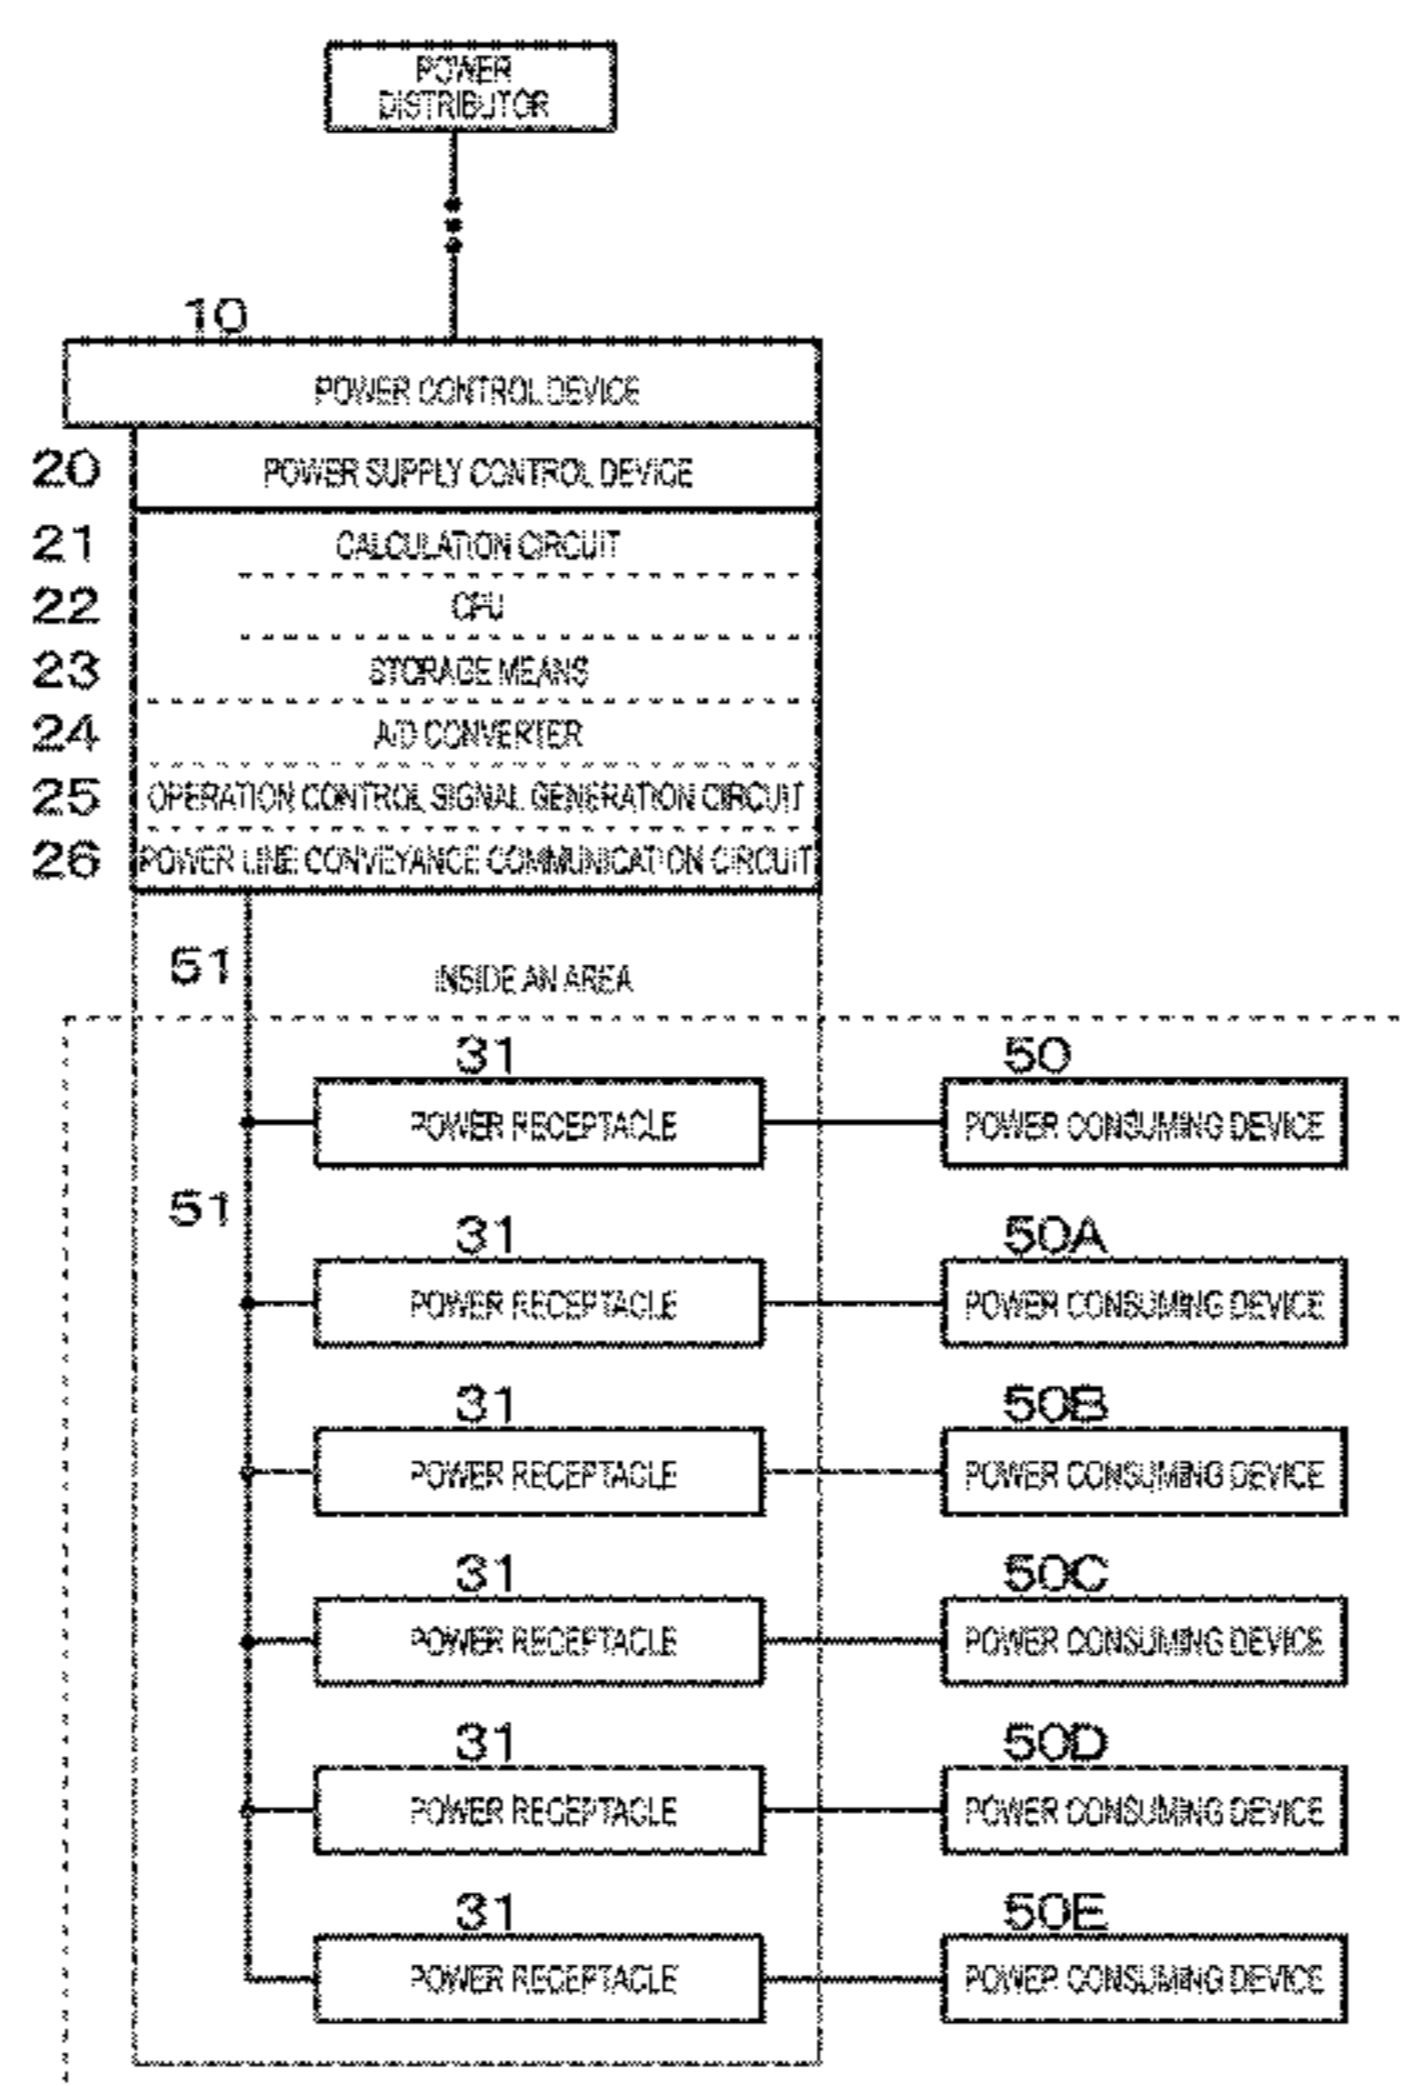 POWER
DISTRIBUTOR
10
POWER CONTROL DEVICE
20 POWER SUPPLY CONTROL DEVICE
21 CALCULATION CIRCUIT
22 CPU
23 STORAGE MEANS
24 A/D CONVERTER
25 OPERATION CONTROL SIGNAL GENERATION CIRCUIT
26 POWER LINE CONVEYANCE COMMUNICATION CIRCUIT
51 INSIDE AN AREA
31 50
POWER RECEPTACLE POWER CONSUMING DEVICE
51
31 50A
POWER RECEPTACLE POWER CONSUMING DEVICE
31 50B
POWER RECEPTACLE POWER CONSUMING DEVICE
31 50C
POWER RECEPTACLE POWER CONSUMING DEVICE
31 50D
POWER RECEPTACLE POWER CONSUMING DEVICE
31 50E
POWER RECEPTACLE POWER CONSUMING DEVICE